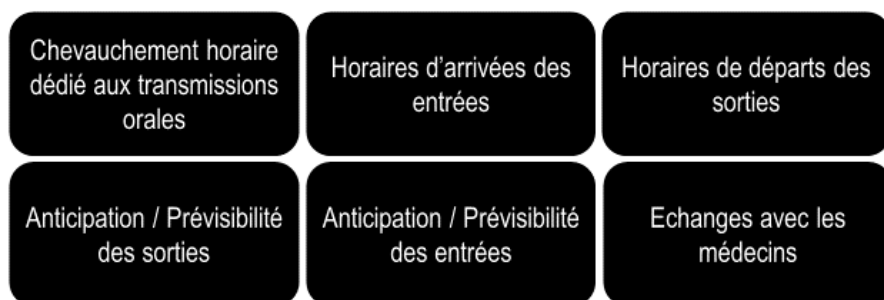 Chevauchement horaire
dédié aux transmissions
orales
Horaires d'arrivées des
entrées
Horaires de départs des
sorties
Anticipation / Prévisibilité
des sorties
Anticipation / Prévisibilité
des entrées
Echanges avec les
médecins